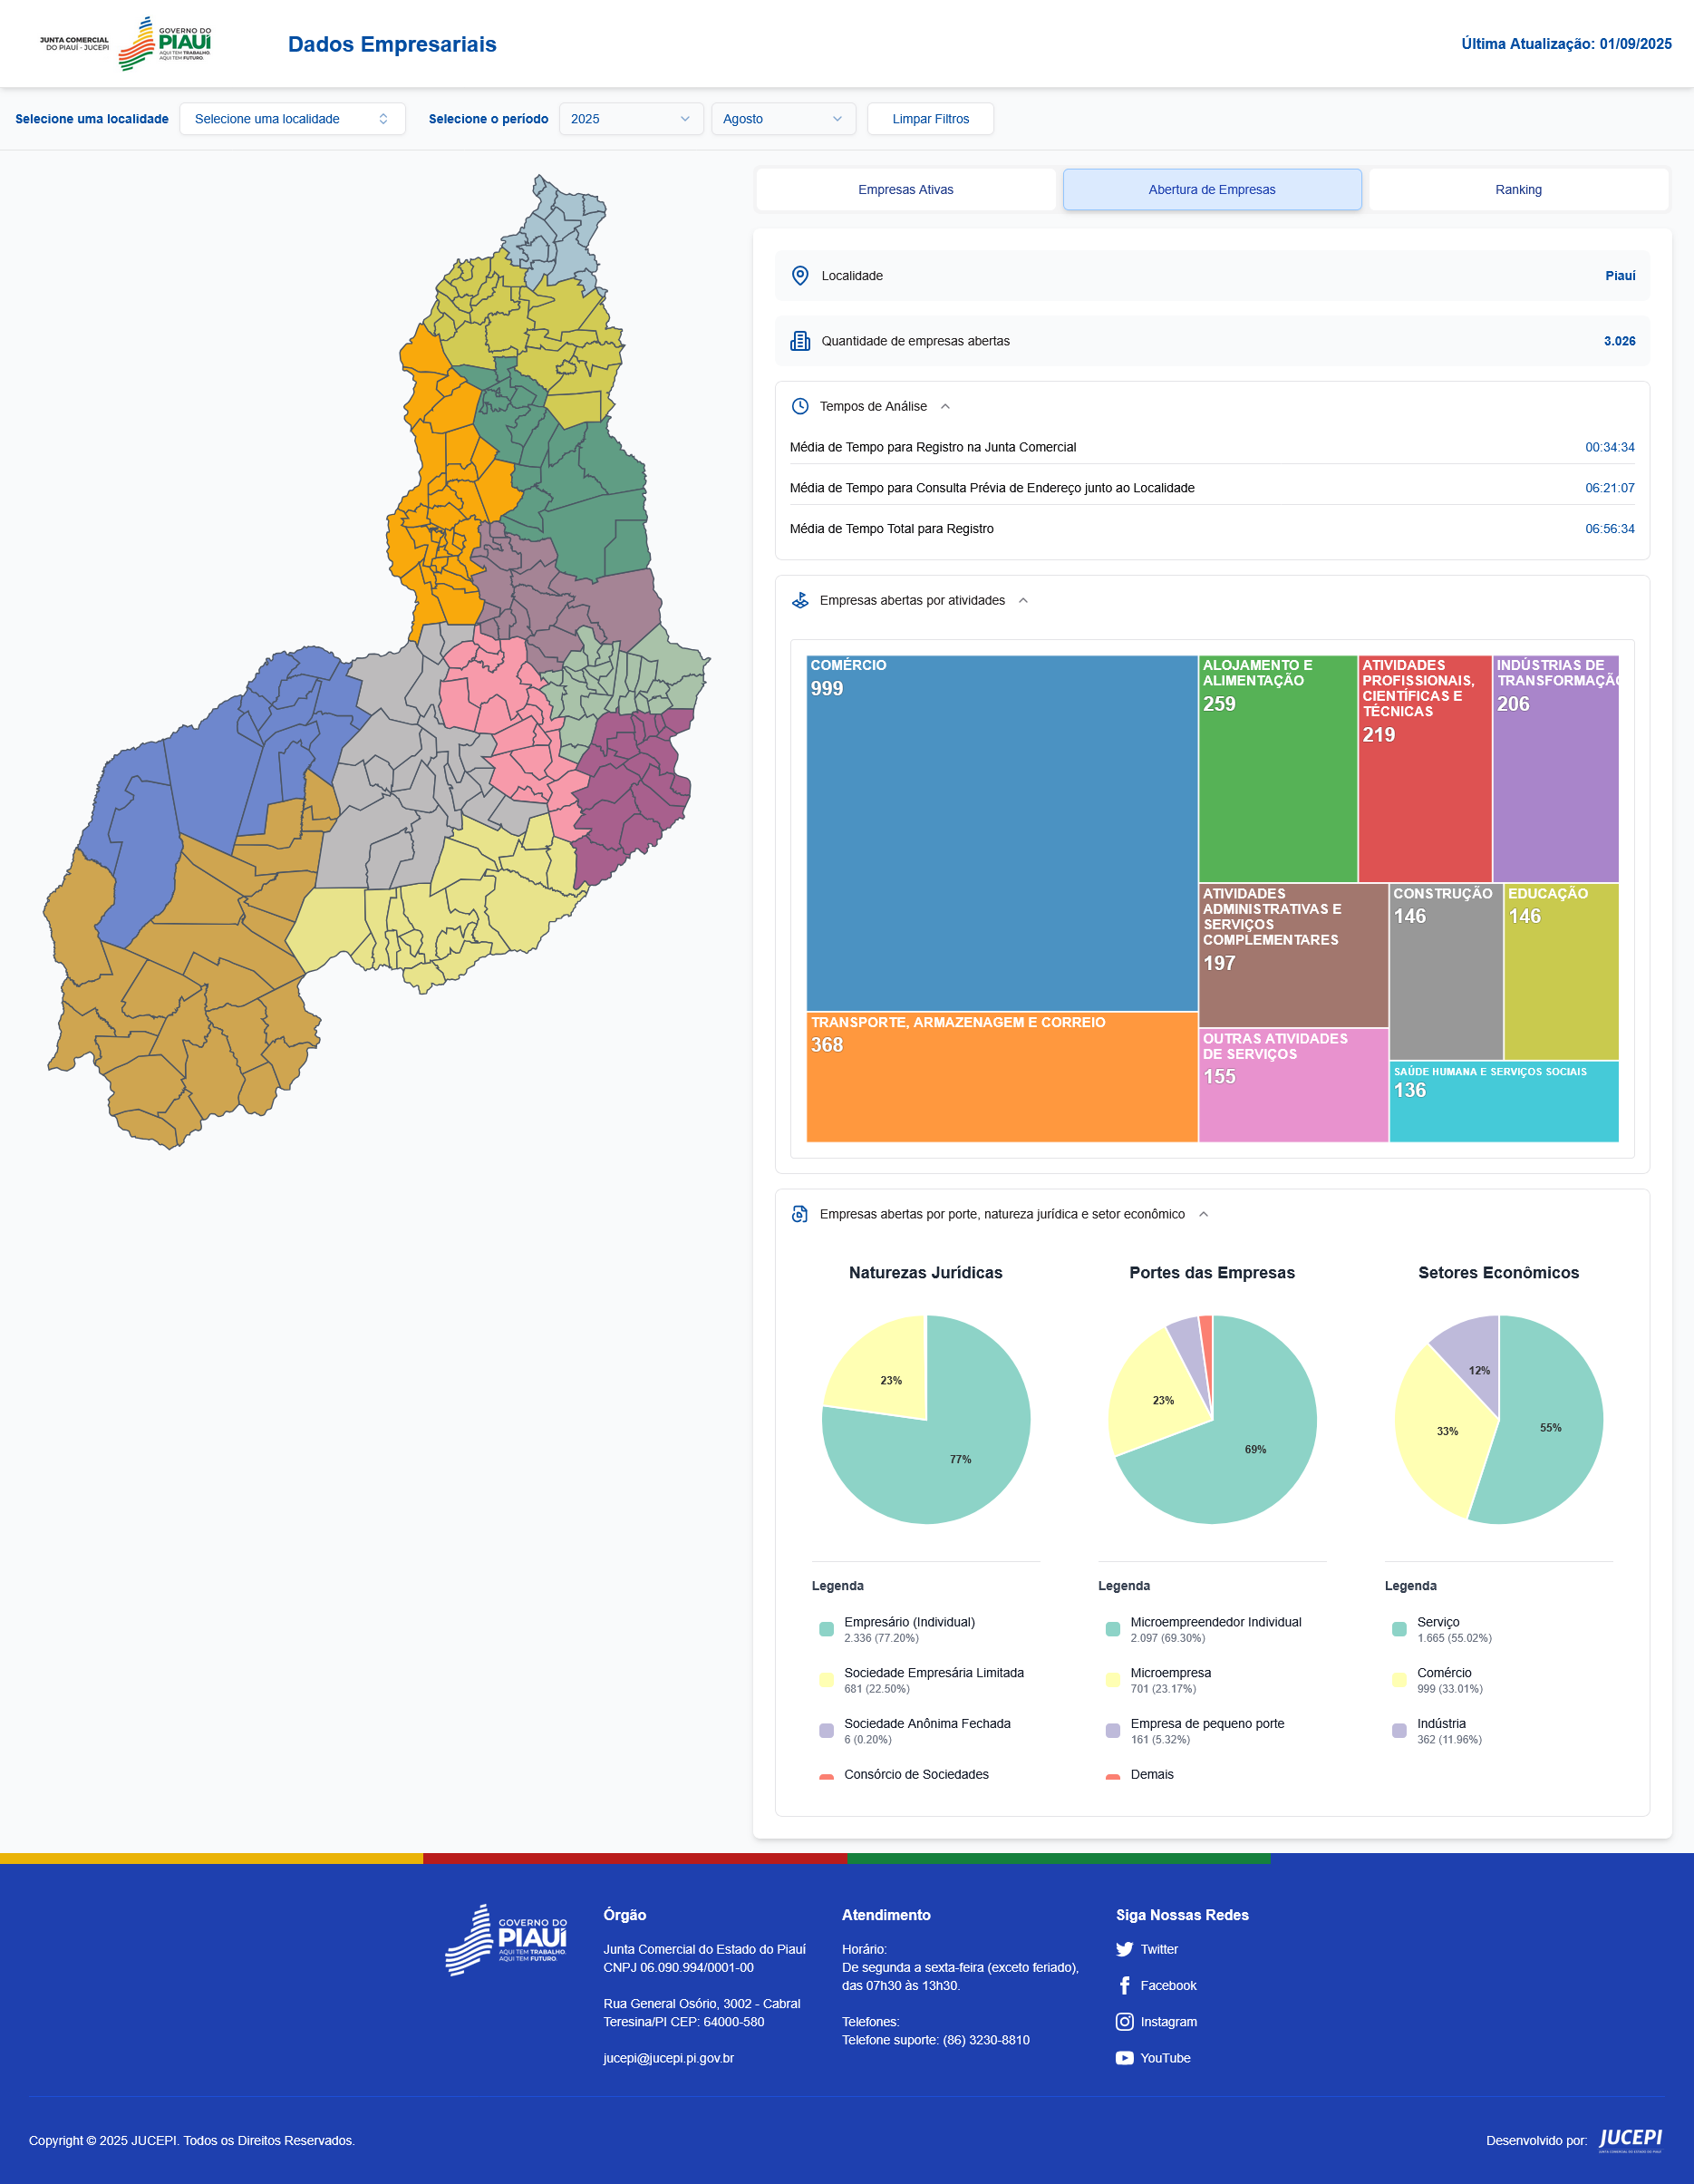 JUNTA COMERCIAL
DO PIAUÍ - JUCEPI
GOVERNO DO
PIAUÍ
AQUI TEM TRABALHO.
AQUI TEM FUTURO.
Dados Empresariais
Última Atualização: 01/09/2025
Selecione uma localidade
Selecione uma localidade
Selecione o período
2025
Agosto
Limpar Filtros
Empresas Ativas
Abertura de Empresas
Ranking
Localidade
Piauí
Quantidade de empresas abertas
3.026
Tempos de Análise
Média de Tempo para Registro na Junta Comercial
00:34:34
Média de Tempo para Consulta Prévia de Endereço junto ao Localidade
06:21:07
Média de Tempo Total para Registro
06:56:34
Empresas abertas por atividades
COMÉRCIO
999
ALOJAMENTO E
ALIMENTAÇÃO
259
ATIVIDADES
PROFISSIONAIS,
CIENTÍFICAS E
TÉCNICAS
219
INDÚSTRIAS DE
TRANSFORMAÇÃO
206
ATIVIDADES
ADMINISTRATIVAS E
SERVIÇOS
COMPLEMENTARES
197
CONSTRUÇÃO
146
EDUCAÇÃO
146
TRANSPORTE, ARMAZENAGEM E CORREIO
368
OUTRAS ATIVIDADES
DE SERVIÇOS
155
SAÚDE HUMANA E SERVIÇOS SOCIAIS
136
Empresas abertas por porte, natureza jurídica e setor econômico
Naturezas Jurídicas
23%
77%
Legenda
Empresário (Individual)
2.336 (77.20%)
Sociedade Empresária Limitada
681 (22.50%)
Sociedade Anônima Fechada
6 (0.20%)
Consórcio de Sociedades
Portes das Empresas
23%
69%
Legenda
Microempreendedor Individual
2.097 (69.30%)
Microempresa
701 (23.17%)
Empresa de pequeno porte
161 (5.32%)
Demais
Setores Econômicos
12%
33%
55%
Legenda
Serviço
1.665 (55.02%)
Comércio
999 (33.01%)
Indústria
362 (11.96%)
GOVERNO DO
PIAUÍ
AQUI TEM TRABALHO.
AQUI TEM FUTURO.
Órgão
Junta Comercial do Estado do Piauí
CNPJ 06.090.994/0001-00
Rua General Osório, 3002 - Cabral
Teresina/PI CEP: 64000-580
jucepi@jucepi.pi.gov.br
Atendimento
Horário:
De segunda a sexta-feira (exceto feriado),
das 07h30 às 13h30.
Telefones:
Telefone suporte: (86) 3230-8810
Siga Nossas Redes
Twitter
Facebook
Instagram
YouTube
Copyright © 2025 JUCEPI. Todos os Direitos Reservados.
Desenvolvido por:
JUCEPI